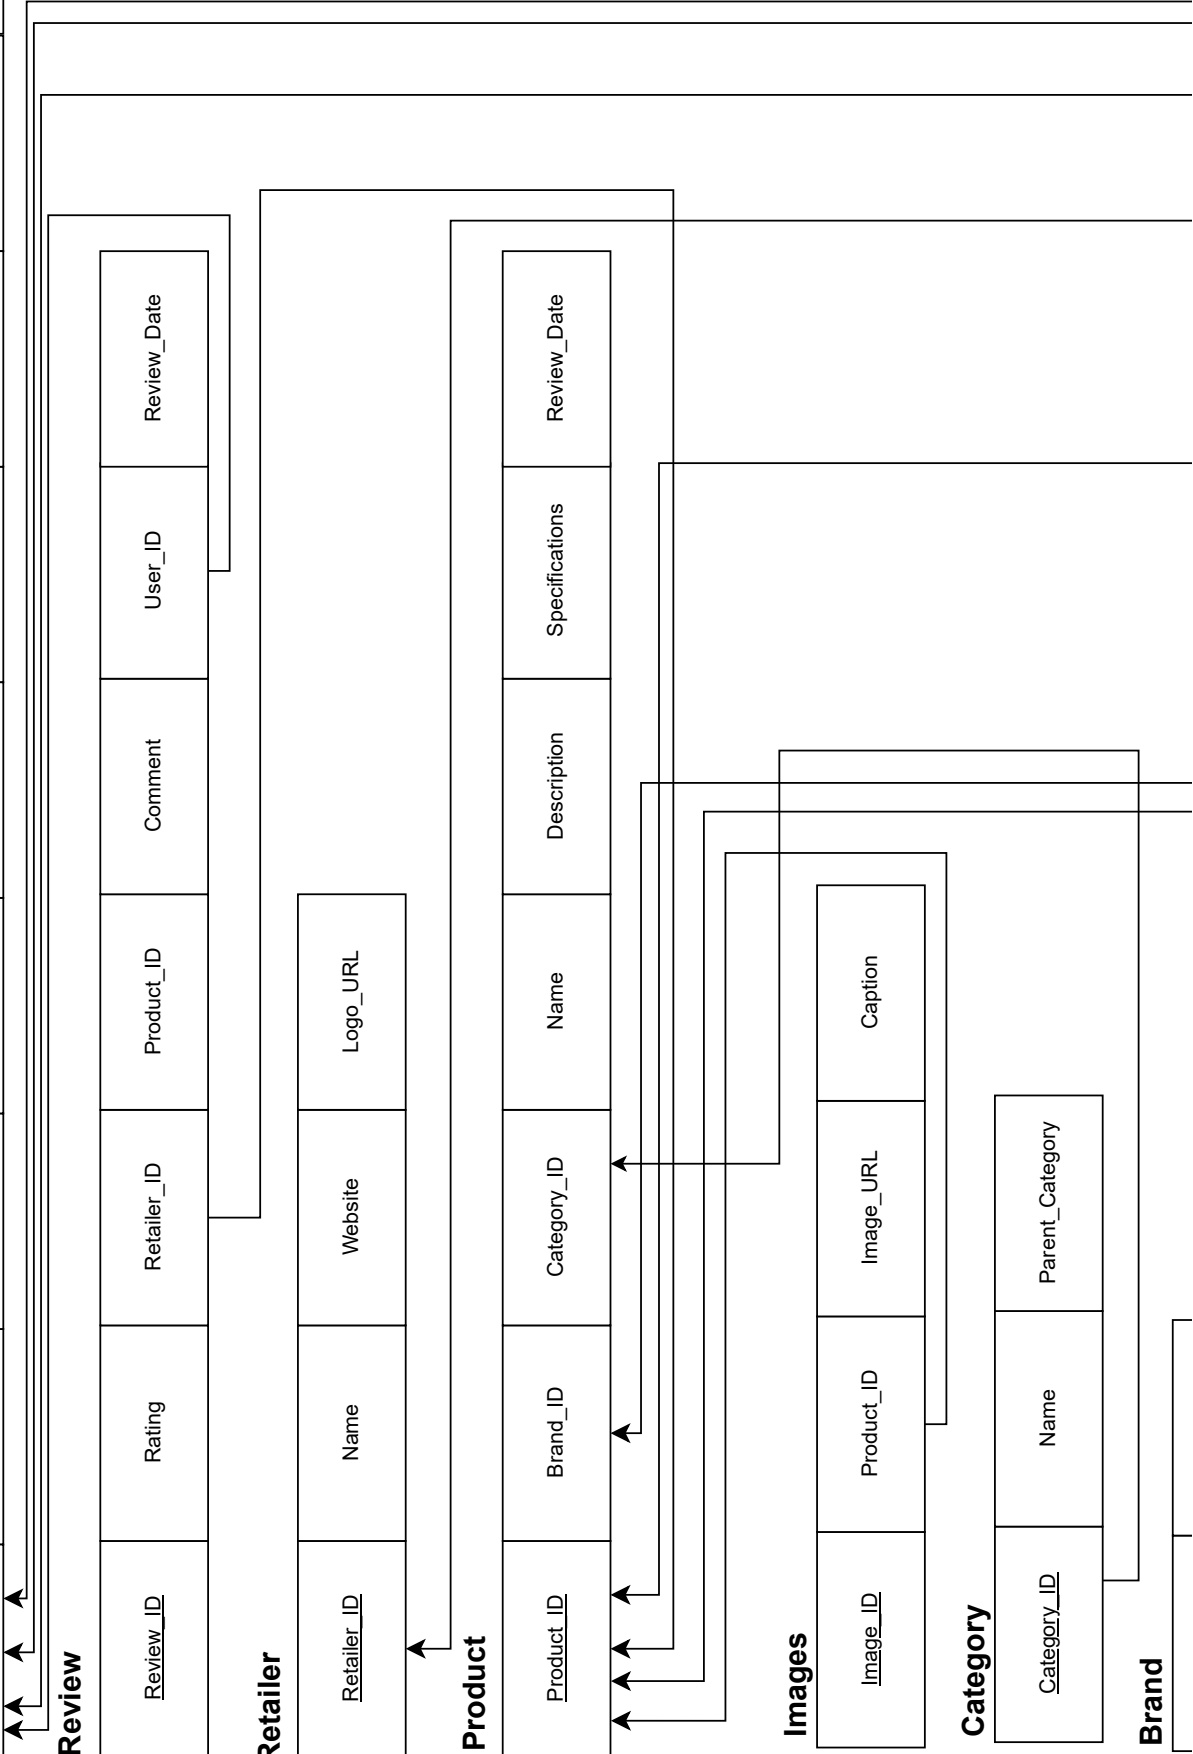 Review
Review_ID
Rating
Retailer_ID
Product_ID
Comment
User_ID
Review_Date
Retailer
Retailer_ID
Name
Website
Logo_URL
Product
Product_ID
Brand_ID
Category_ID
Name
Description
Specifications
Review_Date
Images
Image_ID
Product_ID
Image_URL
Caption
Category
Category_ID
Name
Parent_Category
Brand